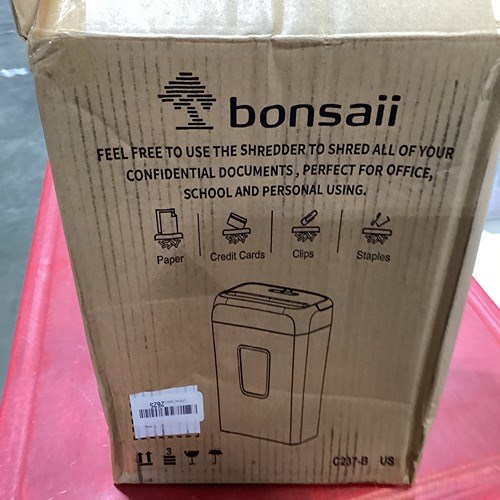 bonsaii
FEEL FREE TO USE THE SHREDDER TO SHRED ALL OF YOUR
CONFIDENTIAL DOCUMENTS , PERFECT FOR OFFICE,
SCHOOL AND PERSONAL USING.
Paper
Credit Cards
Clips
Staples
3
C237-B US